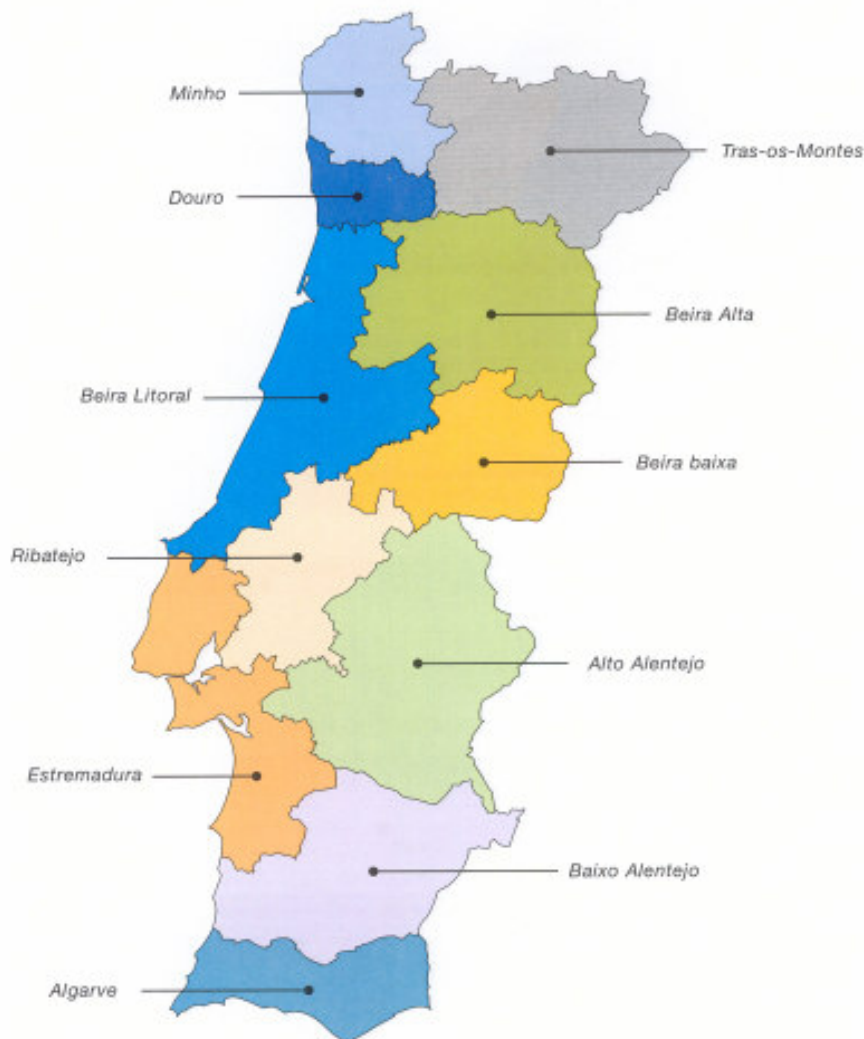 Minho
Tras-os-Montes
Douro
Beira Alta
Beira Litoral
Beira baixa
Ribatejo
Alto Alentejo
Estremadura
Baixo Alentejo
Algarve